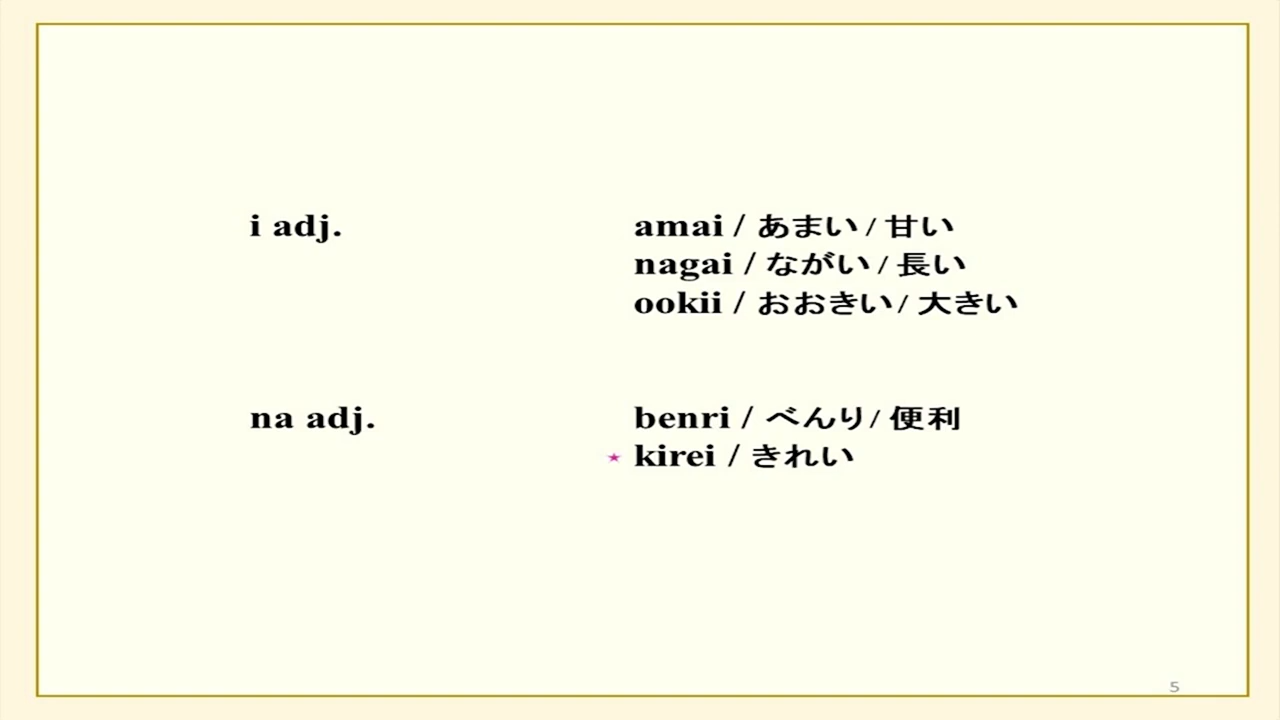 i adj. amai / あまい / 甘い
nagai / ながい / 長い
ookii / おおきい / 大きい
na adj. benri / べんり / 便利
★ kirei / きれい
5